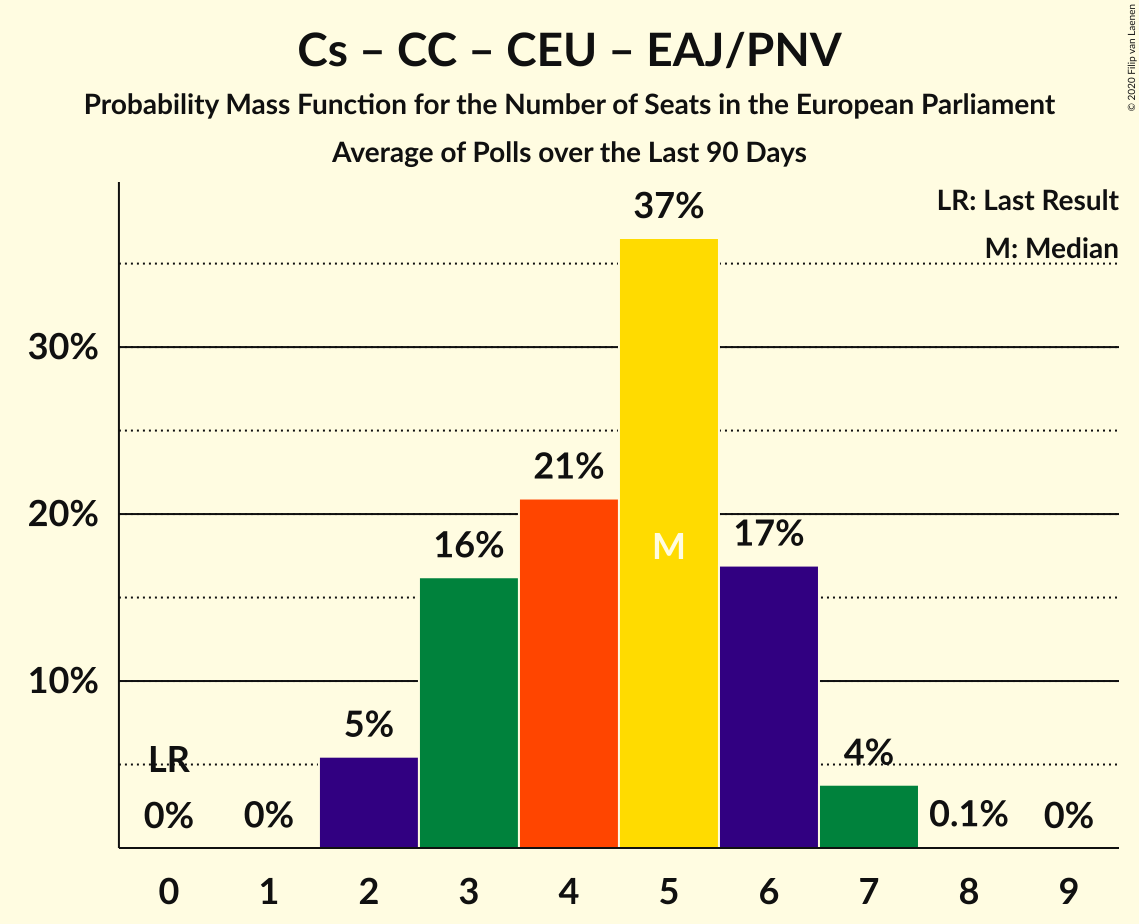 Cs – CC – CEU – EAJ/PNV
Probability Mass Function for the Number of Seats in the European Parliament
Average of Polls over the Last 90 Days
© 2020 Filip van Laenen
LR: Last Result
M: Median
37%
30%
21%
20%
17%
16%
M
10%
5%
LR
4%
0%
0%
0.1%
0%
0 1 2 3 4 5 6 7 8 9